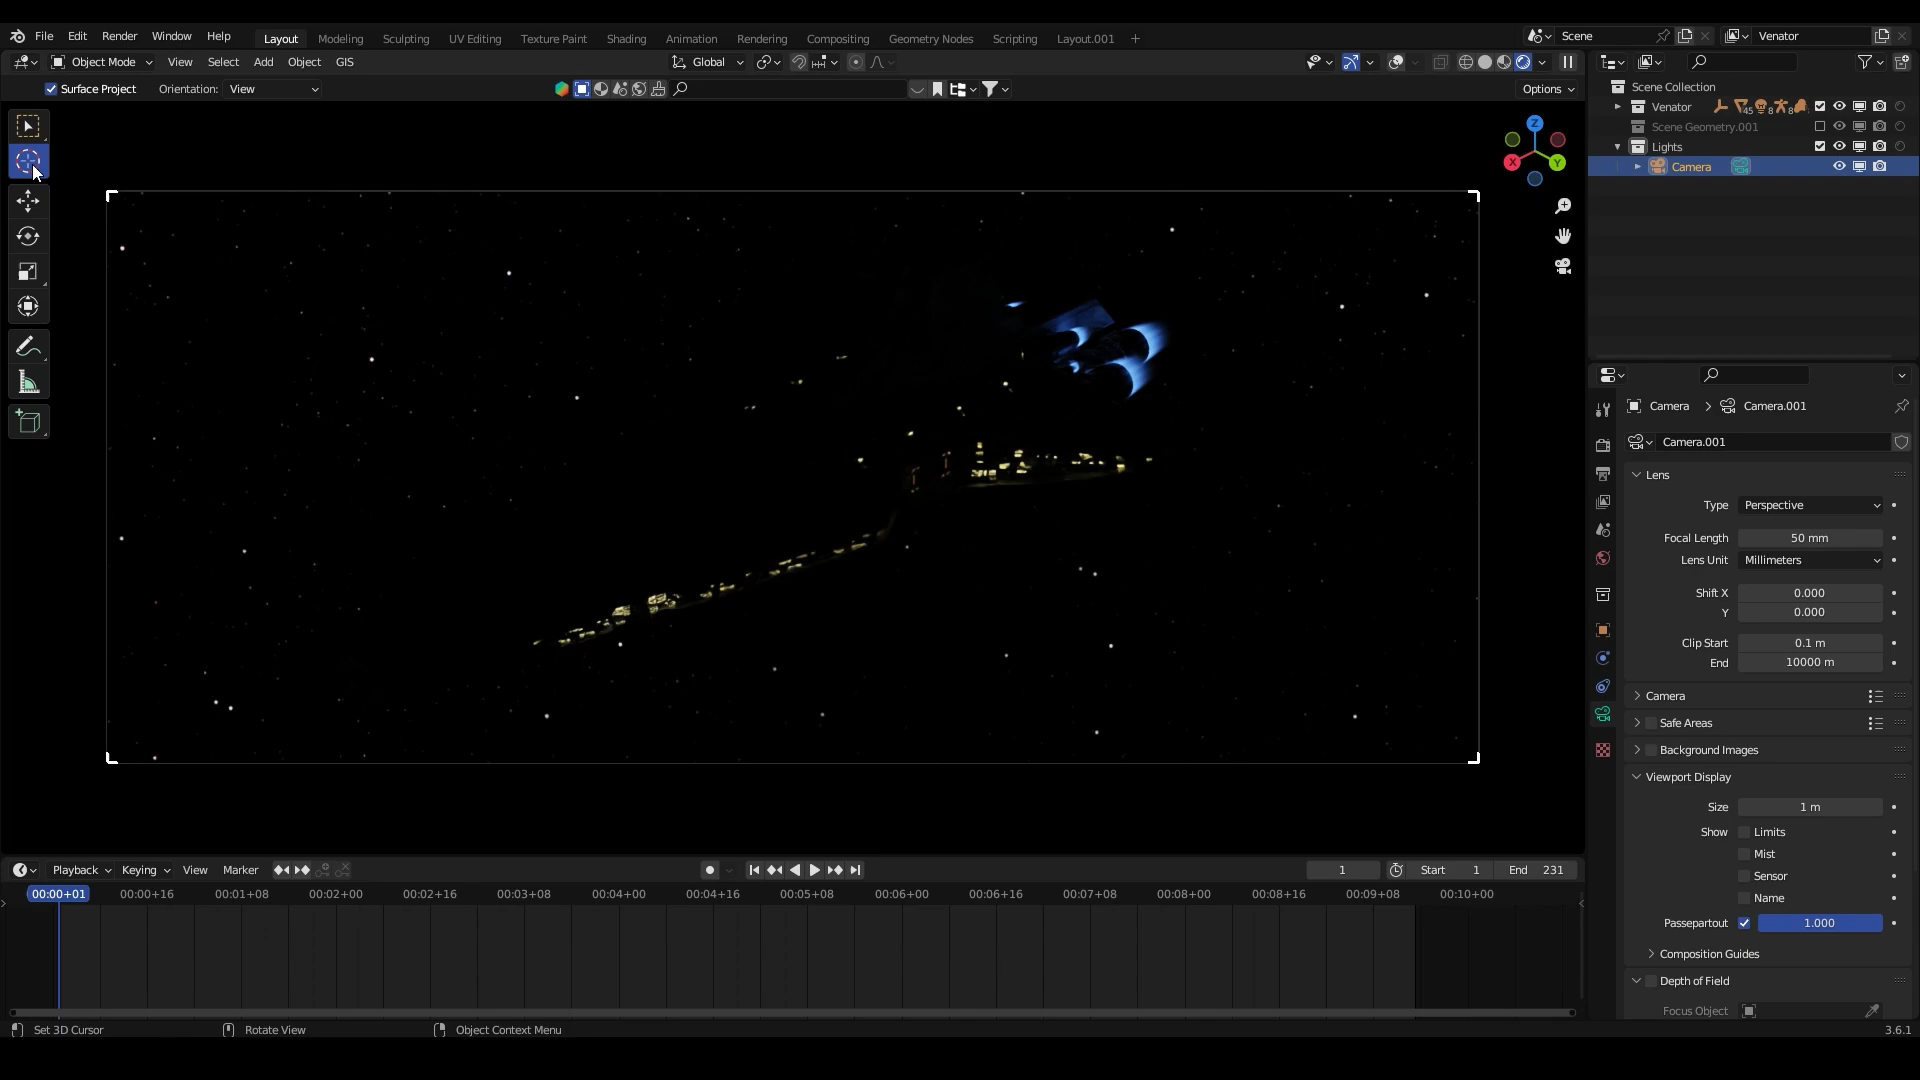 File Edit Render Window Help Layout Modeling Sculpting UV Editing Texture Paint Shading Animation Rendering Compositing Geometry Nodes Scripting Layout.001 + Scene Venator
Object Mode View Select Add Object GIS Global
Surface Project Orientation: View Options
Scene Collection
Venator 45 8 8
Scene Geometry.001
Lights
Camera
Z
X Y
Camera > Camera.001
Camera.001
Lens
Type Perspective
Focal Length 50 mm
Lens Unit Millimeters
Shift X 0.000
Y 0.000
Clip Start 0.1 m
End 10000 m
Camera
Safe Areas
Background Images
Viewport Display
Size 1 m
Show Limits
Mist
Sensor
Name
Passepartout 1.000
Composition Guides
Depth of Field
Focus Object
Playback Keying View Marker 1 Start 1 End 231
00:00+01 00:00+16 00:01+08 00:02+00 00:02+16 00:03+08 00:04+00 00:04+16 00:05+08 00:06+00 00:06+16 00:07+08 00:08+00 00:08+16 00:09+08 00:10+00
Set 3D Cursor Rotate View Object Context Menu 3.6.1